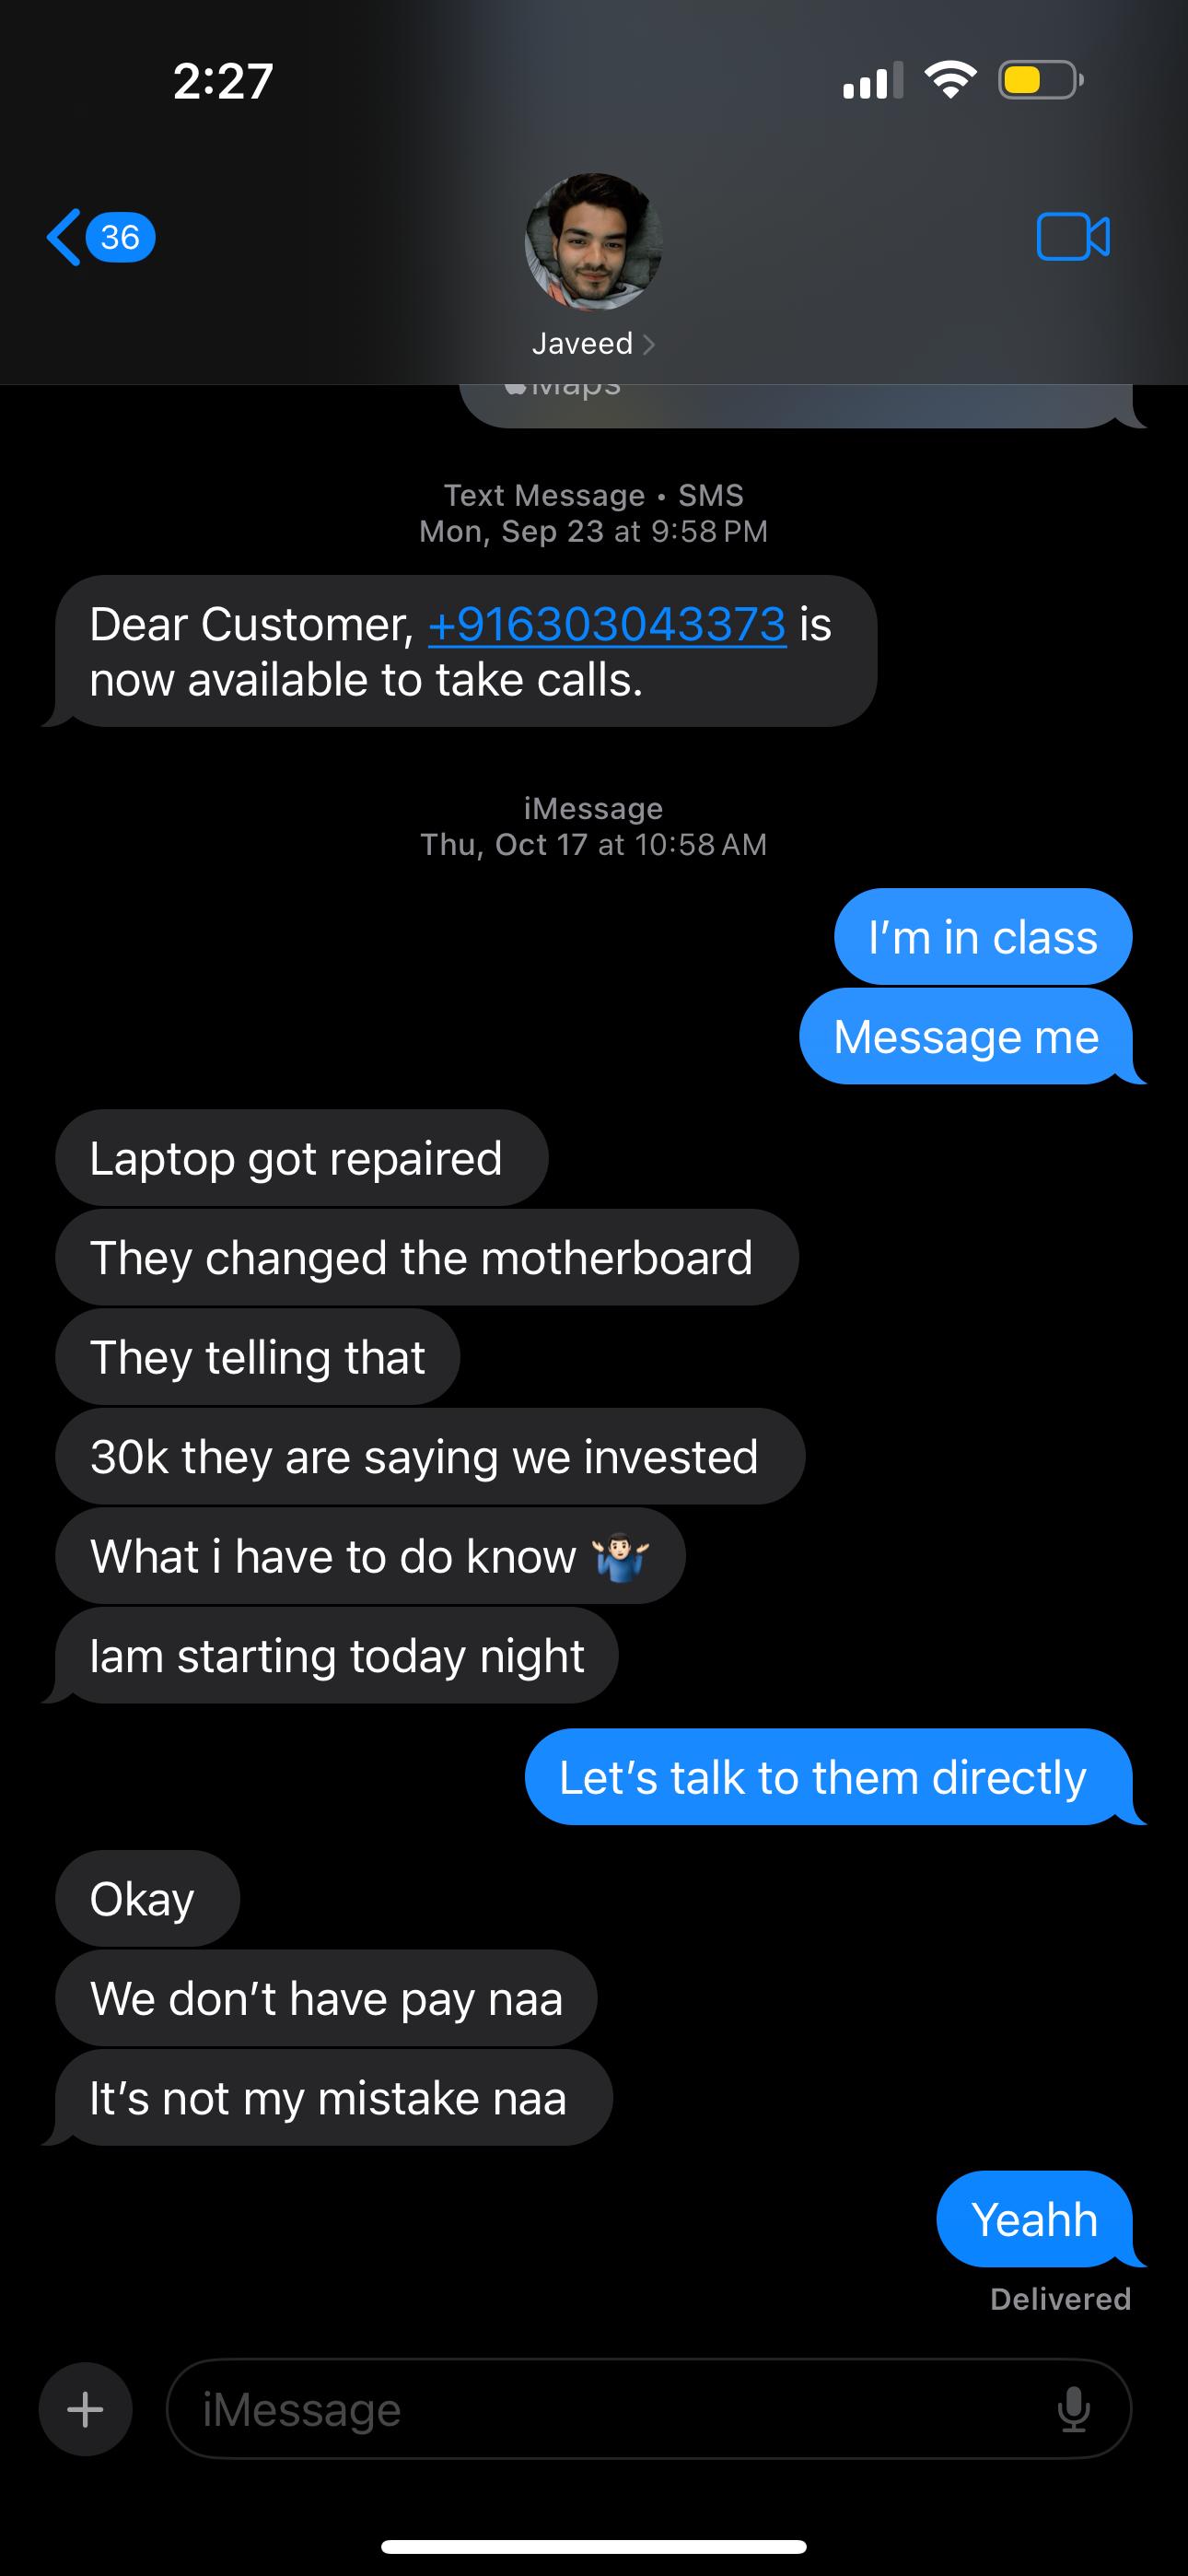 2:27
36
Javeed
Maps
Text Message • SMS
Mon, Sep 23 at 9:58 PM
Dear Customer, +916303043373 is
now available to take calls.
iMessage
Thu, Oct 17 at 10:58 AM
I’m in class
Message me
Laptop got repaired
They changed the motherboard
They telling that
30k they are saying we invested
What i have to do know 🤷🏻‍♂️
Iam starting today night
Let’s talk to them directly
Okay
We don’t have pay naa
It’s not my mistake naa
Yeahh
Delivered
iMessage